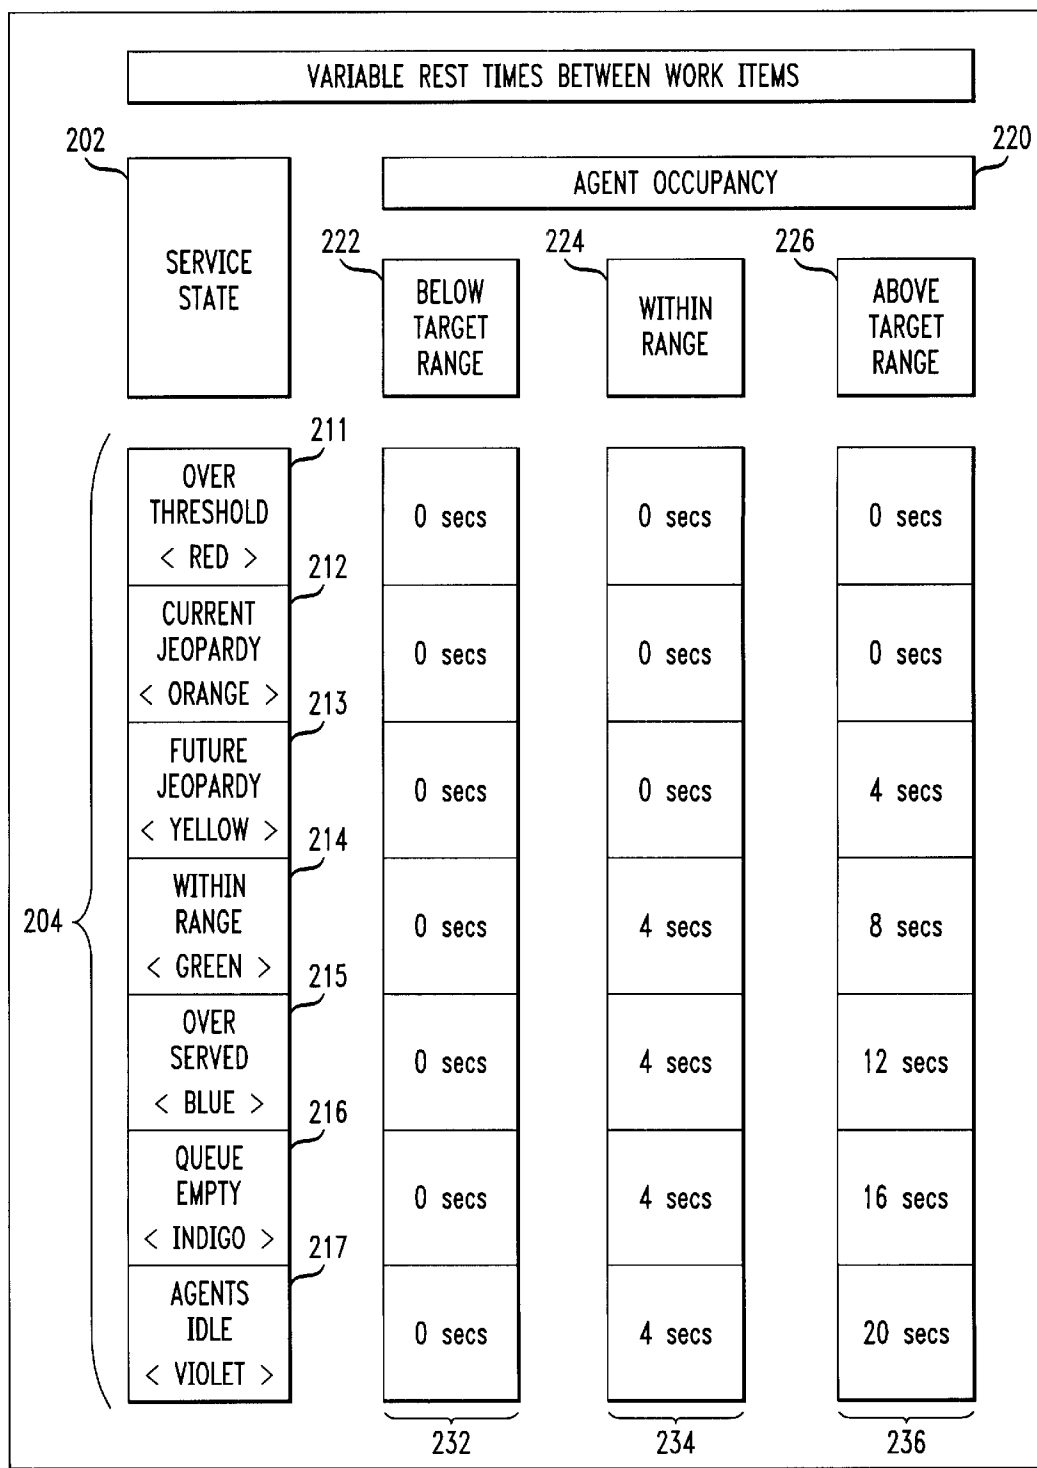 VARIABLE REST TIMES BETWEEN WORK ITEMS
202
220
SERVICE
STATE
AGENT OCCUPANCY
222
224
226
BELOW
TARGET
RANGE
WITHIN
RANGE
ABOVE
TARGET
RANGE
204
211
OVER
THRESHOLD
< RED >
0 secs
0 secs
0 secs
212
CURRENT
JEOPARDY
< ORANGE >
0 secs
0 secs
0 secs
213
FUTURE
JEOPARDY
< YELLOW >
0 secs
0 secs
4 secs
214
WITHIN
RANGE
< GREEN >
0 secs
4 secs
8 secs
215
OVER
SERVED
< BLUE >
0 secs
4 secs
12 secs
216
QUEUE
EMPTY
< INDIGO >
0 secs
4 secs
16 secs
217
AGENTS
IDLE
< VIOLET >
0 secs
4 secs
20 secs
232
234
236